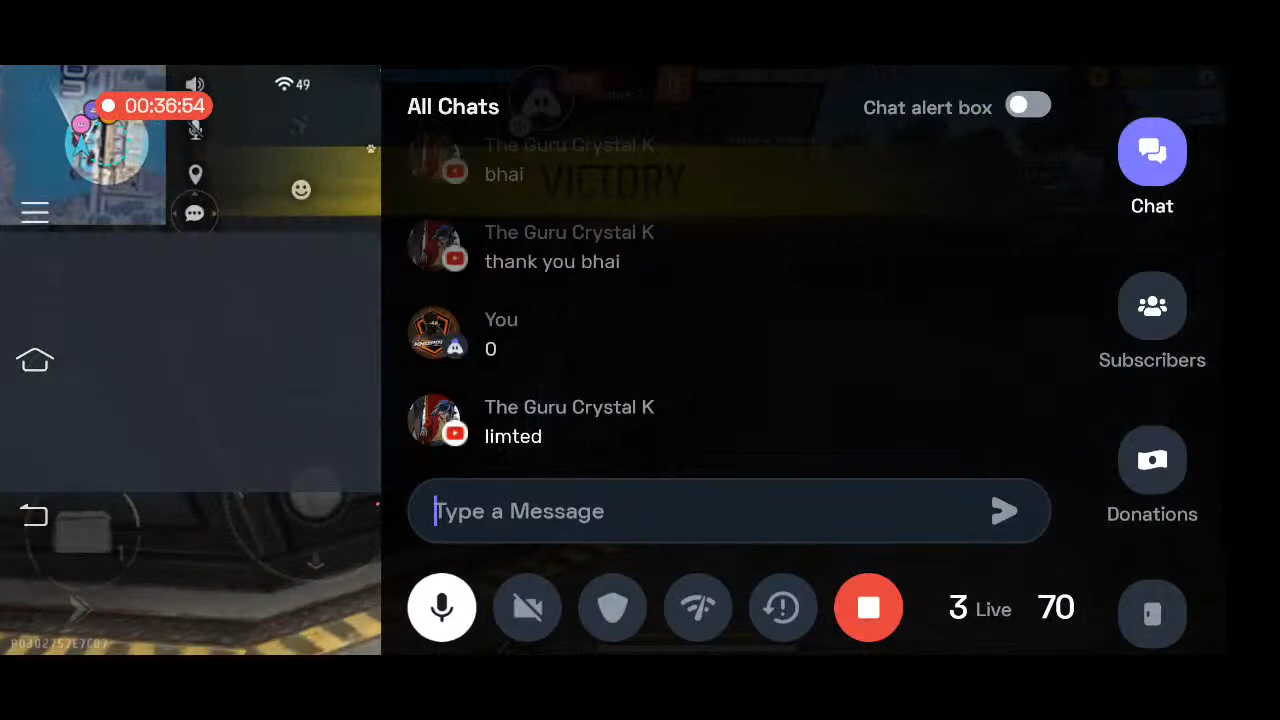 00:36:54
49
All Chats
Chat alert box
The Guru Crystal K
bhai
VICTORY
The Guru Crystal K
thank you bhai
You
0
The Guru Crystal K
limted
Type a Message
3 Live 70
Chat
Subscribers
Donations